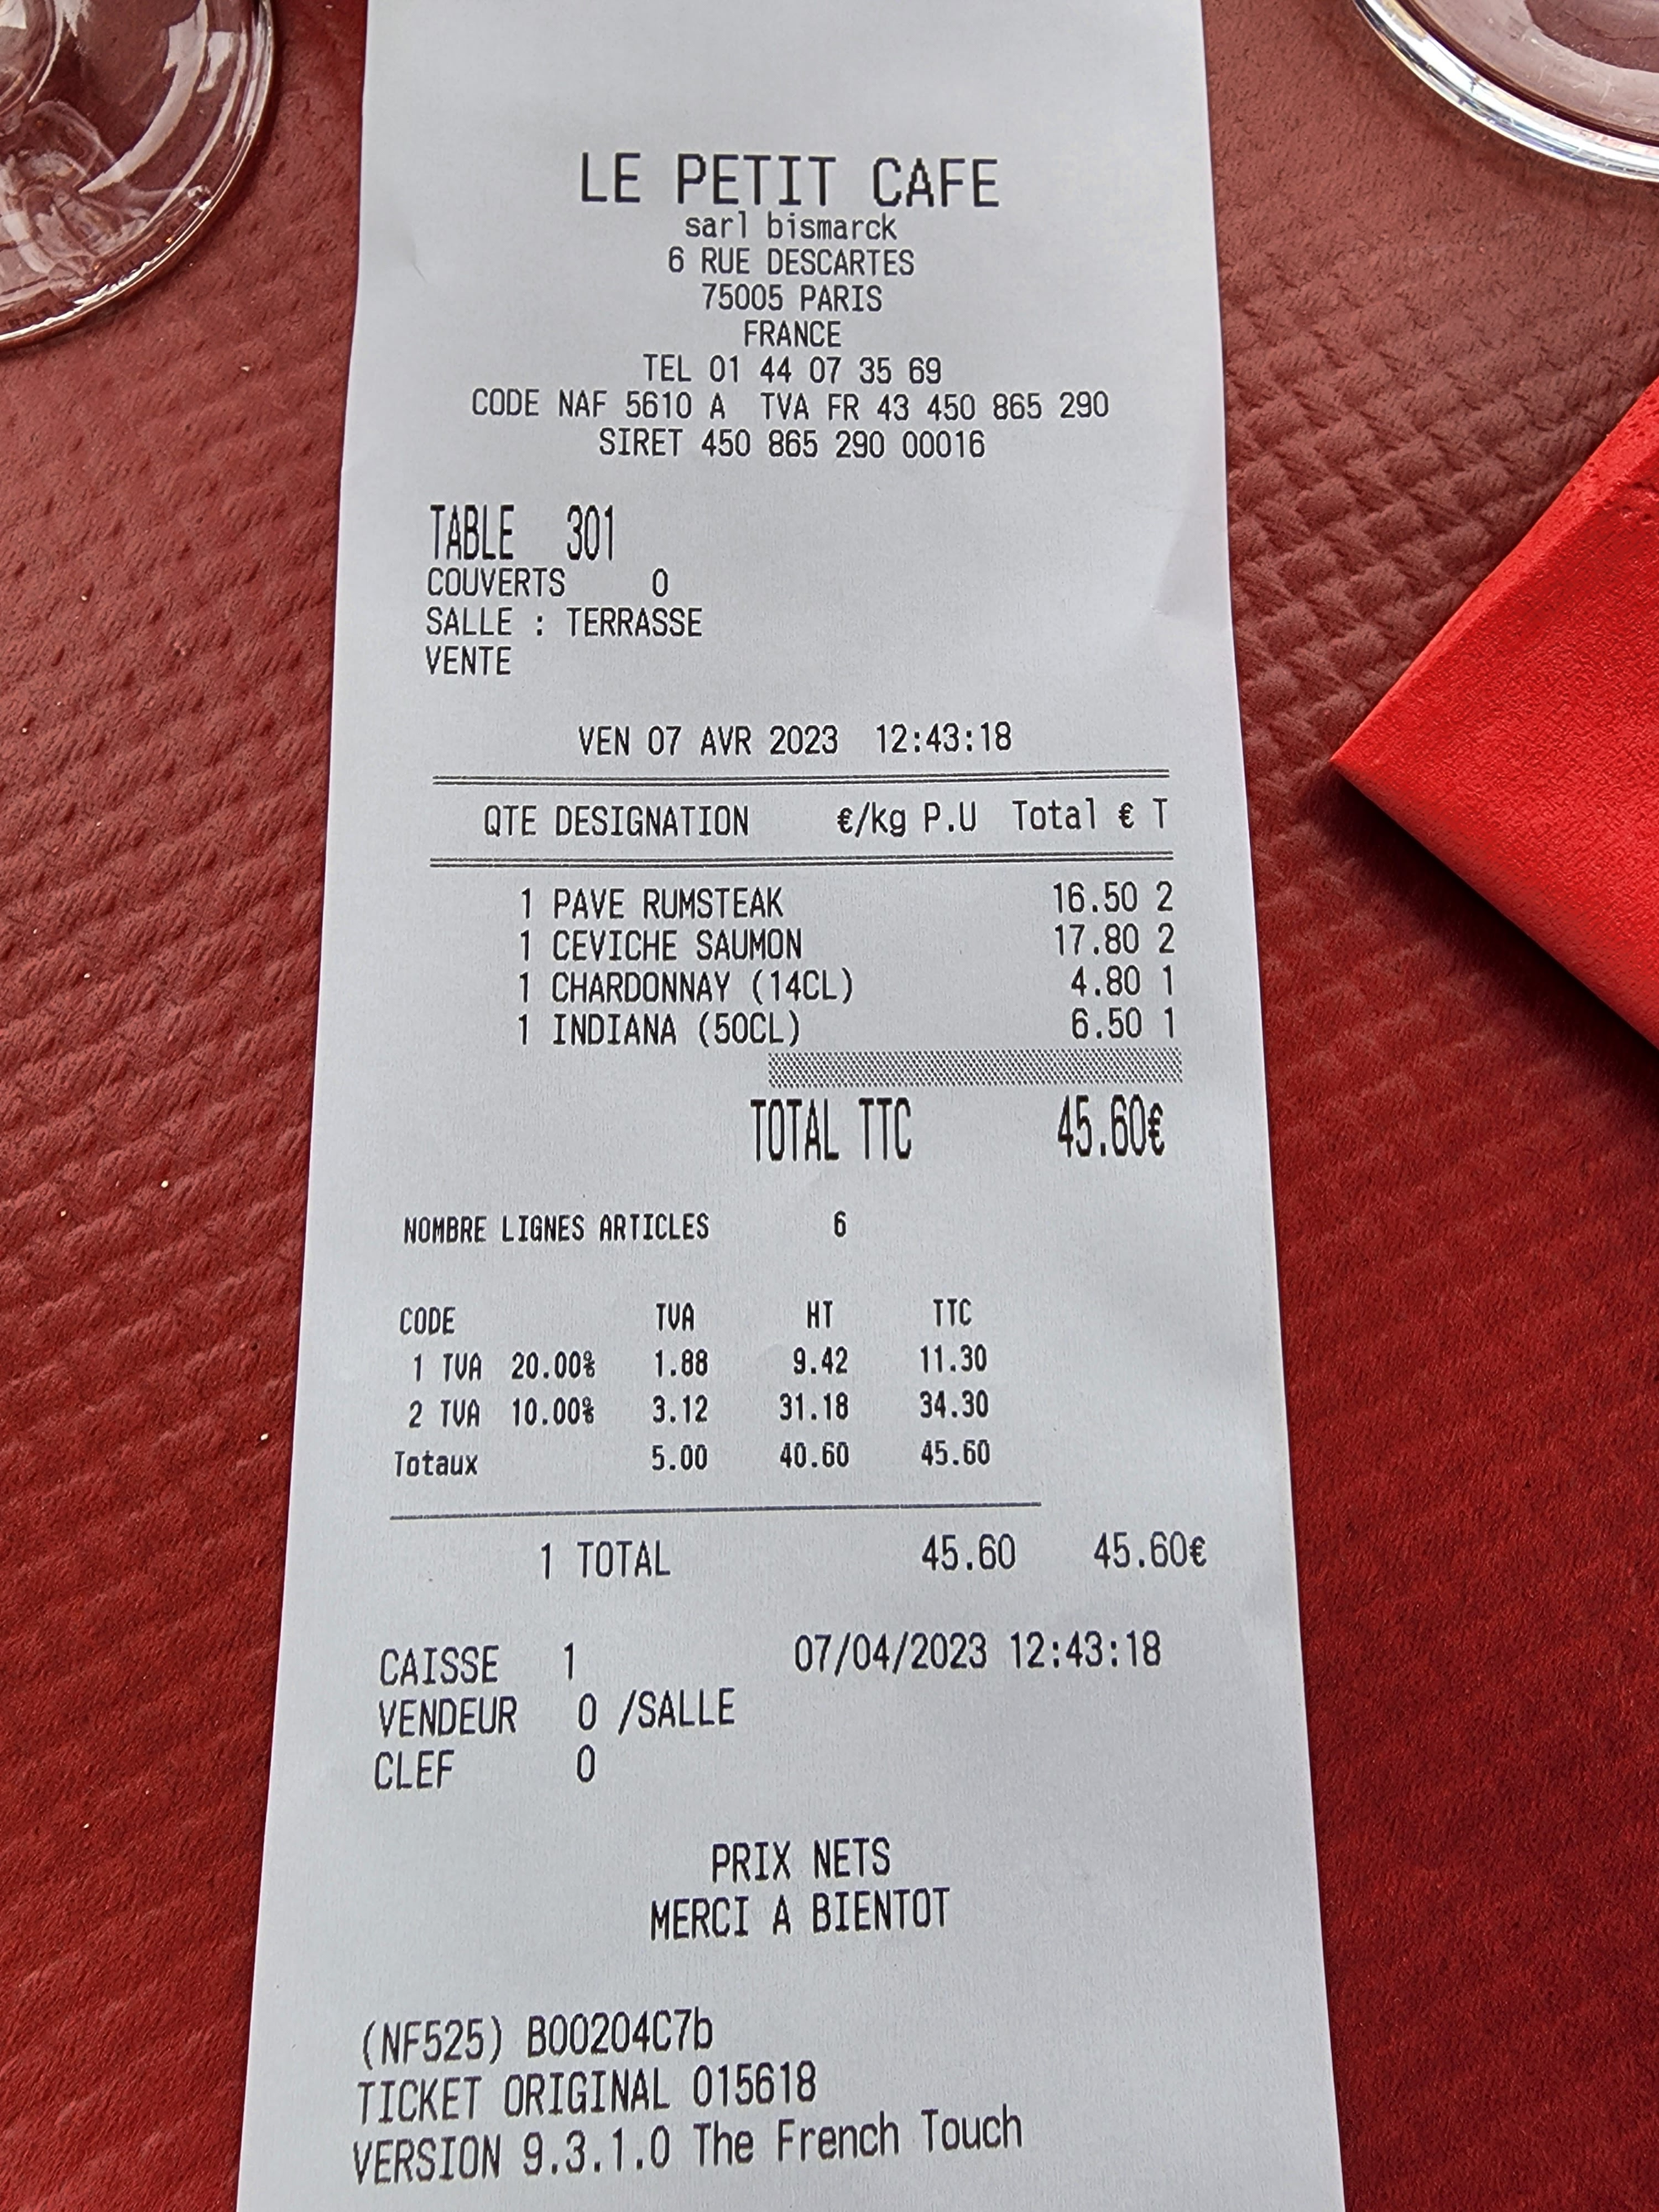 LE PETIT CAFE
sarl bismarck
6 RUE DESCARTES
75005 PARIS
FRANCE
TEL 01 44 07 35 69
CODE NAF 5610 A TVA FR 43 450 865 290
SIRET 450 865 290 00016
TABLE 301
COUVERTS 0
SALLE : TERRASSE
VENTE
VEN 07 AVR 2023 12:43:18
QTE DESIGNATION €/kg P.U Total € T
1 PAVE RUMSTEAK 16.50 2
1 CEVICHE SAUMON 17.80 2
1 CHARDONNAY (14CL) 4.80 1
1 INDIANA (50CL) 6.50 1
TOTAL TTC 45.60€
NOMBRE LIGNES ARTICLES 6
CODE TVA HT TTC
1 TVA 20.00% 1.88 9.42 11.30
2 TVA 10.00% 3.12 31.18 34.30
Totaux 5.00 40.60 45.60
1 TOTAL 45.60 45.60€
CAISSE 1 07/04/2023 12:43:18
VENDEUR 0 /SALLE
CLEF 0
PRIX NETS
MERCI A BIENTOT
(NF525) B00204C7b
TICKET ORIGINAL 015618
VERSION 9.3.1.0 The French Touch